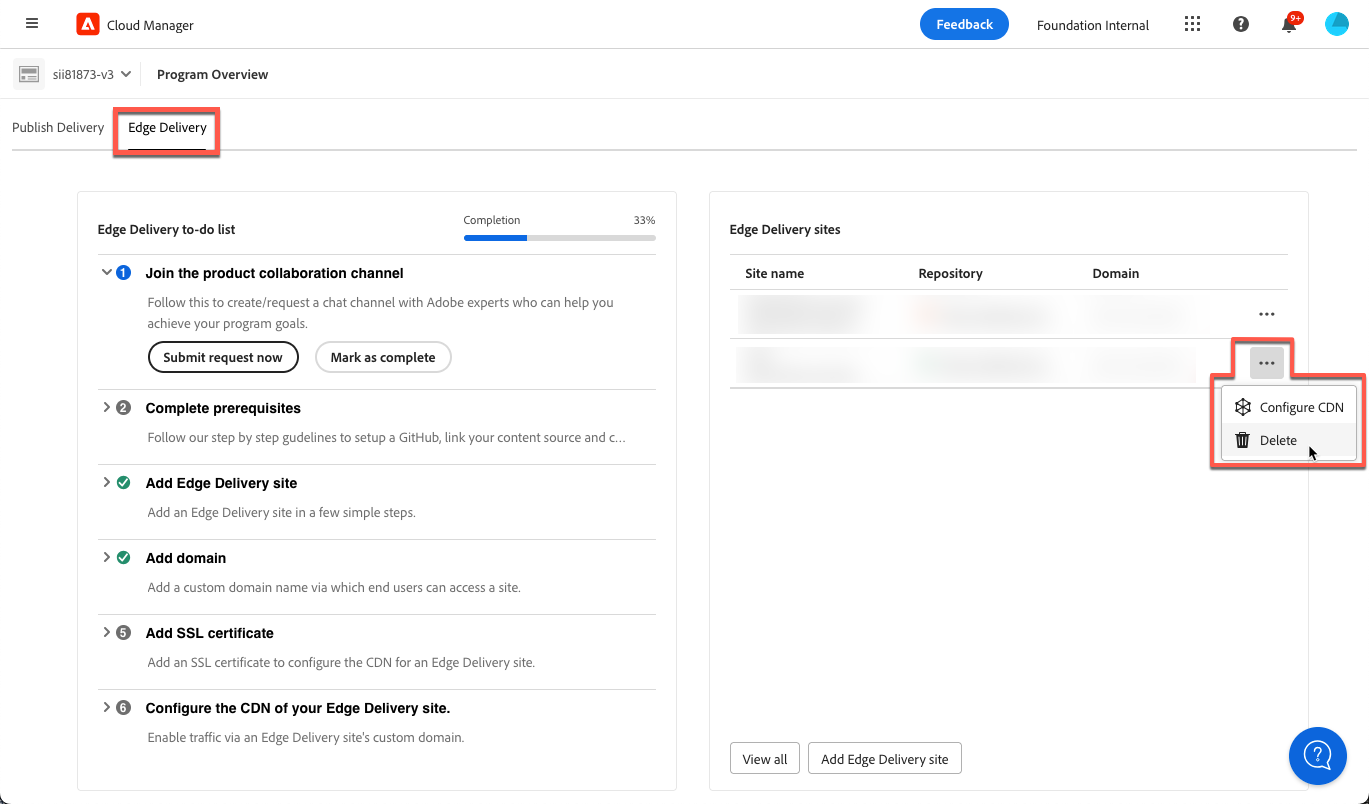 Cloud Manager
Feedback
Foundation Internal
9+
sii81873-v3
Program Overview
Publish Delivery
Edge Delivery
Edge Delivery to-do list
Completion
33%
1
Join the product collaboration channel
Follow this to create/request a chat channel with Adobe experts who can help you
achieve your program goals.
Submit request now
Mark as complete
2
Complete prerequisites
Follow our step by step gudelines to setup a GitHub, link your content source and c...
Add Edge Delivery site
Add an Edge Delivery site in a few simple steps.
Add domain
Add a custom domain name via which end users can access a site.
5
Add SSL certificate
Add an SSL certificate to configure the CDN for an Edge Delivery site.
6
Configure the CDN of your Edge Delivery site.
Enable traffic via an Edge Delivery site's custom domain.
Edge Delivery sites
Site name
Repository
Domain
Configure CDN
Delete
View all
Add Edge Delivery site